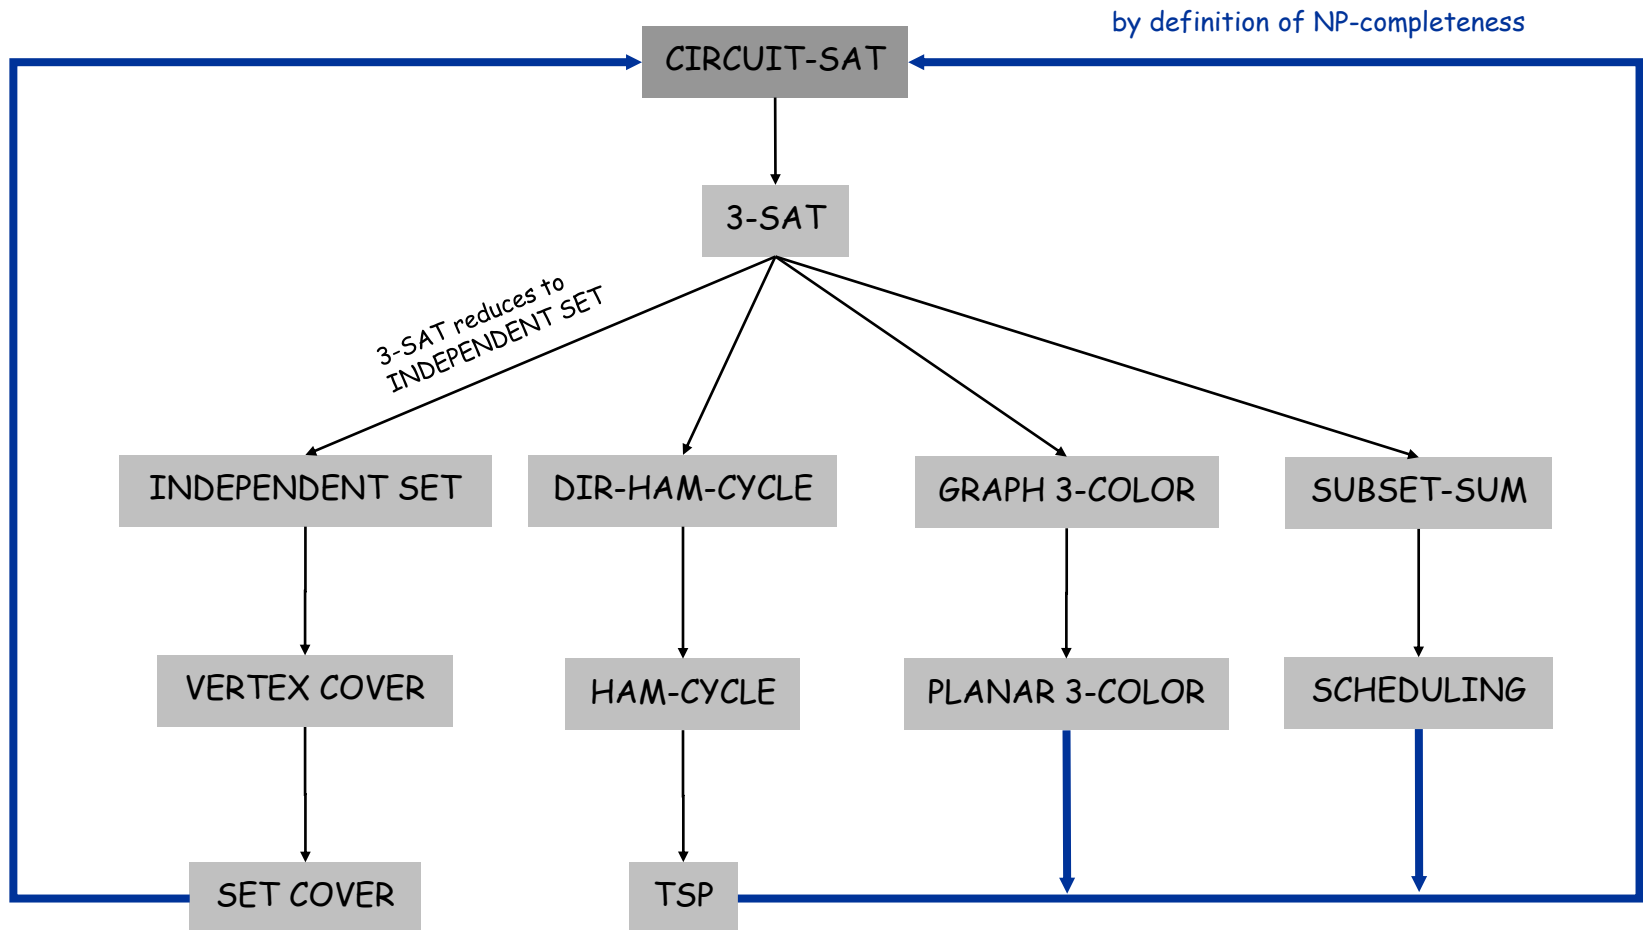 by definition of NP-completeness
CIRCUIT-SAT
3-SAT
3-SAT reduces to
INDEPENDENT SET
INDEPENDENT SET
DIR-HAM-CYCLE
GRAPH 3-COLOR
SUBSET-SUM
VERTEX COVER
HAM-CYCLE
PLANAR 3-COLOR
SCHEDULING
SET COVER
TSP